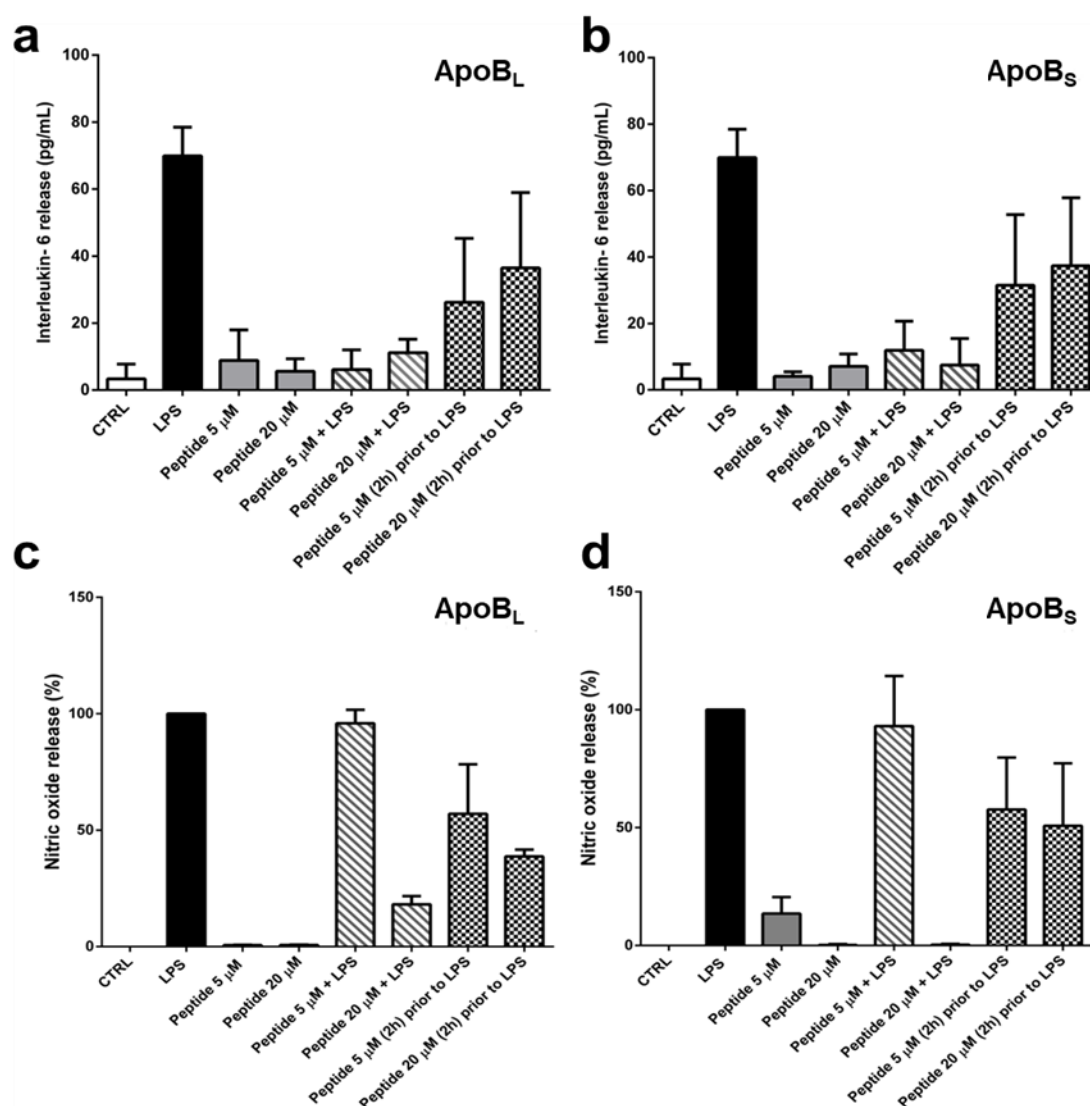 a
ApoBL
Interleukin- 6 release (pg/mL)
100
80
60
40
20
0
CTRL
LPS
Peptide 5 µM
Peptide 20 µM
Peptide 5 µM + LPS
Peptide 20 µM + LPS
Peptide 5 µM (2h) prior to LPS
Peptide 20 µM (2h) prior to LPS
b
ApoBS
Interleukin- 6 release (pg/mL)
100
80
60
40
20
0
CTRL
LPS
Peptide 5 µM
Peptide 20 µM
Peptide 5 µM + LPS
Peptide 20 µM + LPS
Peptide 5 µM (2h) prior to LPS
Peptide 20 µM (2h) prior to LPS
c
ApoBL
Nitric oxide release (%)
150
100
50
0
CTRL
LPS
Peptide 5 µM
Peptide 20 µM
Peptide 5 µM + LPS
Peptide 20 µM + LPS
Peptide 5 µM (2h) prior to LPS
Peptide 20 µM (2h) prior to LPS
d
ApoBS
Nitric oxide release (%)
150
100
50
0
CTRL
LPS
Peptide 5 µM
Peptide 20 µM
Peptide 5 µM + LPS
Peptide 20 µM + LPS
Peptide 5 µM (2h) prior to LPS
Peptide 20 µM (2h) prior to LPS